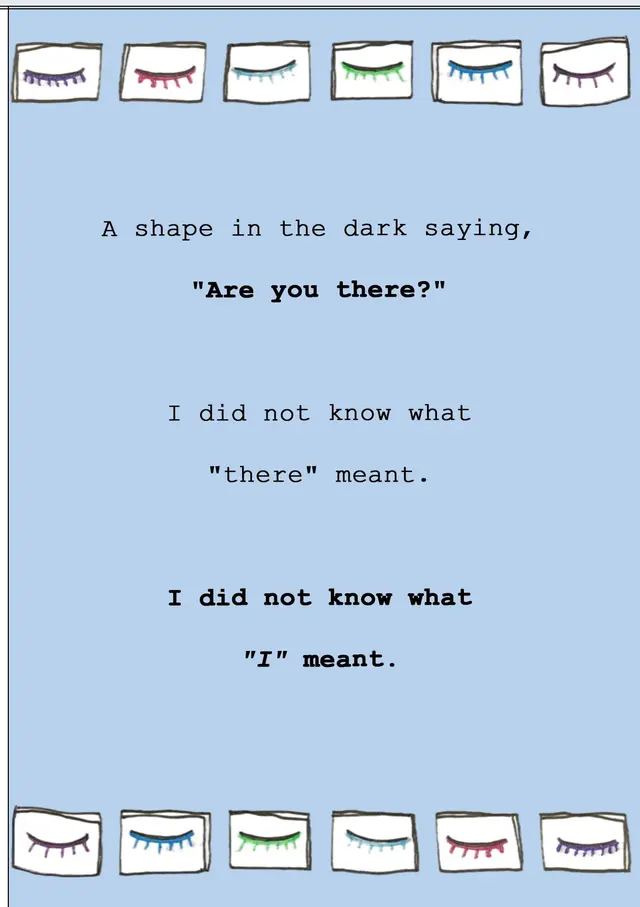 A shape in the dark saying,
"Are you there?"
I did not know what
"there" meant.
I did not know what
"I" meant.